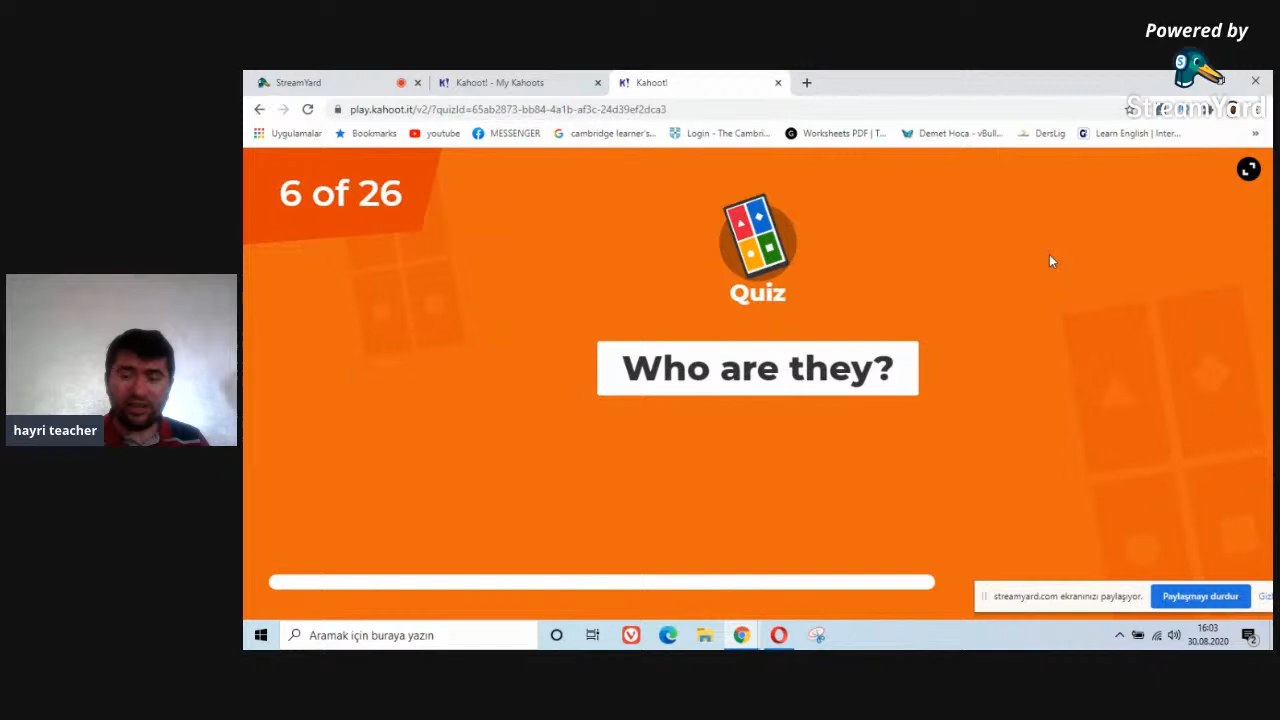 Powered by
StreamYard
StreamYard
Kahoot! - My Kahoots
Kahoot!
play.kahoot.it/v2/?quizId=65ab2873-bb84-4a1b-af3c-24d39ef2dca3
Uygulamalar
Bookmarks
youtube
MESSENGER
cambridge learner's...
Login - The Cambri...
Worksheets PDF | T...
Demet Hoca - vBull...
DersLig
Learn English | Inter...
6 of 26
Quiz
Who are they?
hayri teacher
streamyard.com ekranınızı paylaşıyor.
Paylaşmayı durdur
Aramak için buraya yazın
16:03
30.08.2020
2